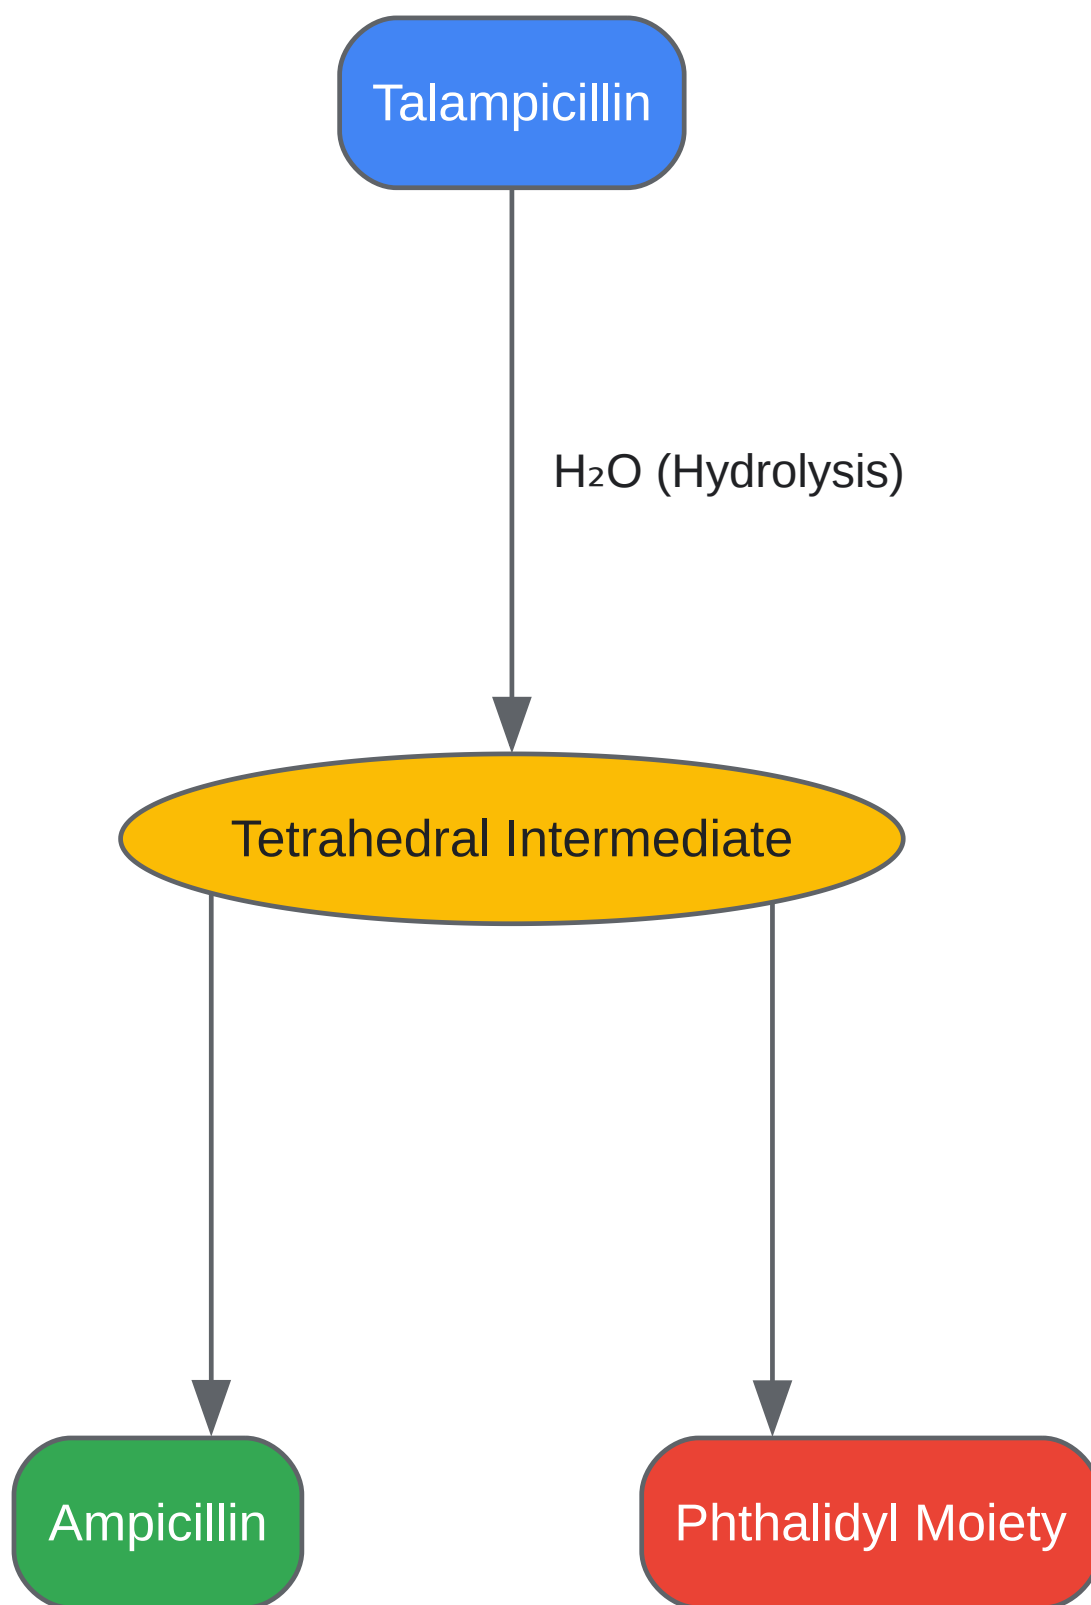 Talampicillin
H₂O (Hydrolysis)
Tetrahedral Intermediate
Ampicillin
Phthalidyl Moiety